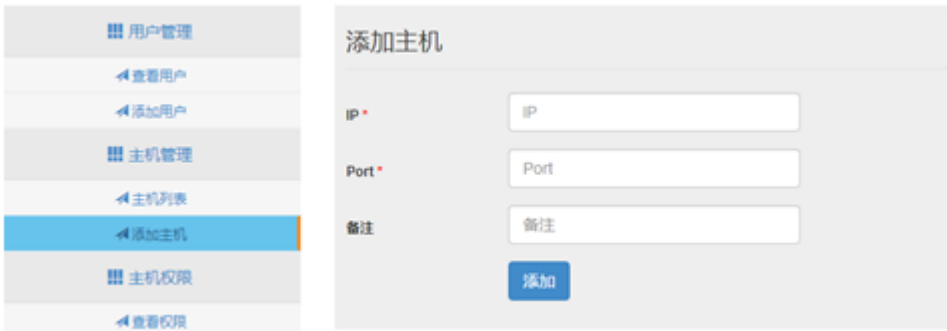 用户管理
查看用户
添加用户
主机管理
主机列表
添加主机
主机权限
查看权限
添加主机
IP *
IP
Port *
Port
备注
备注
添加